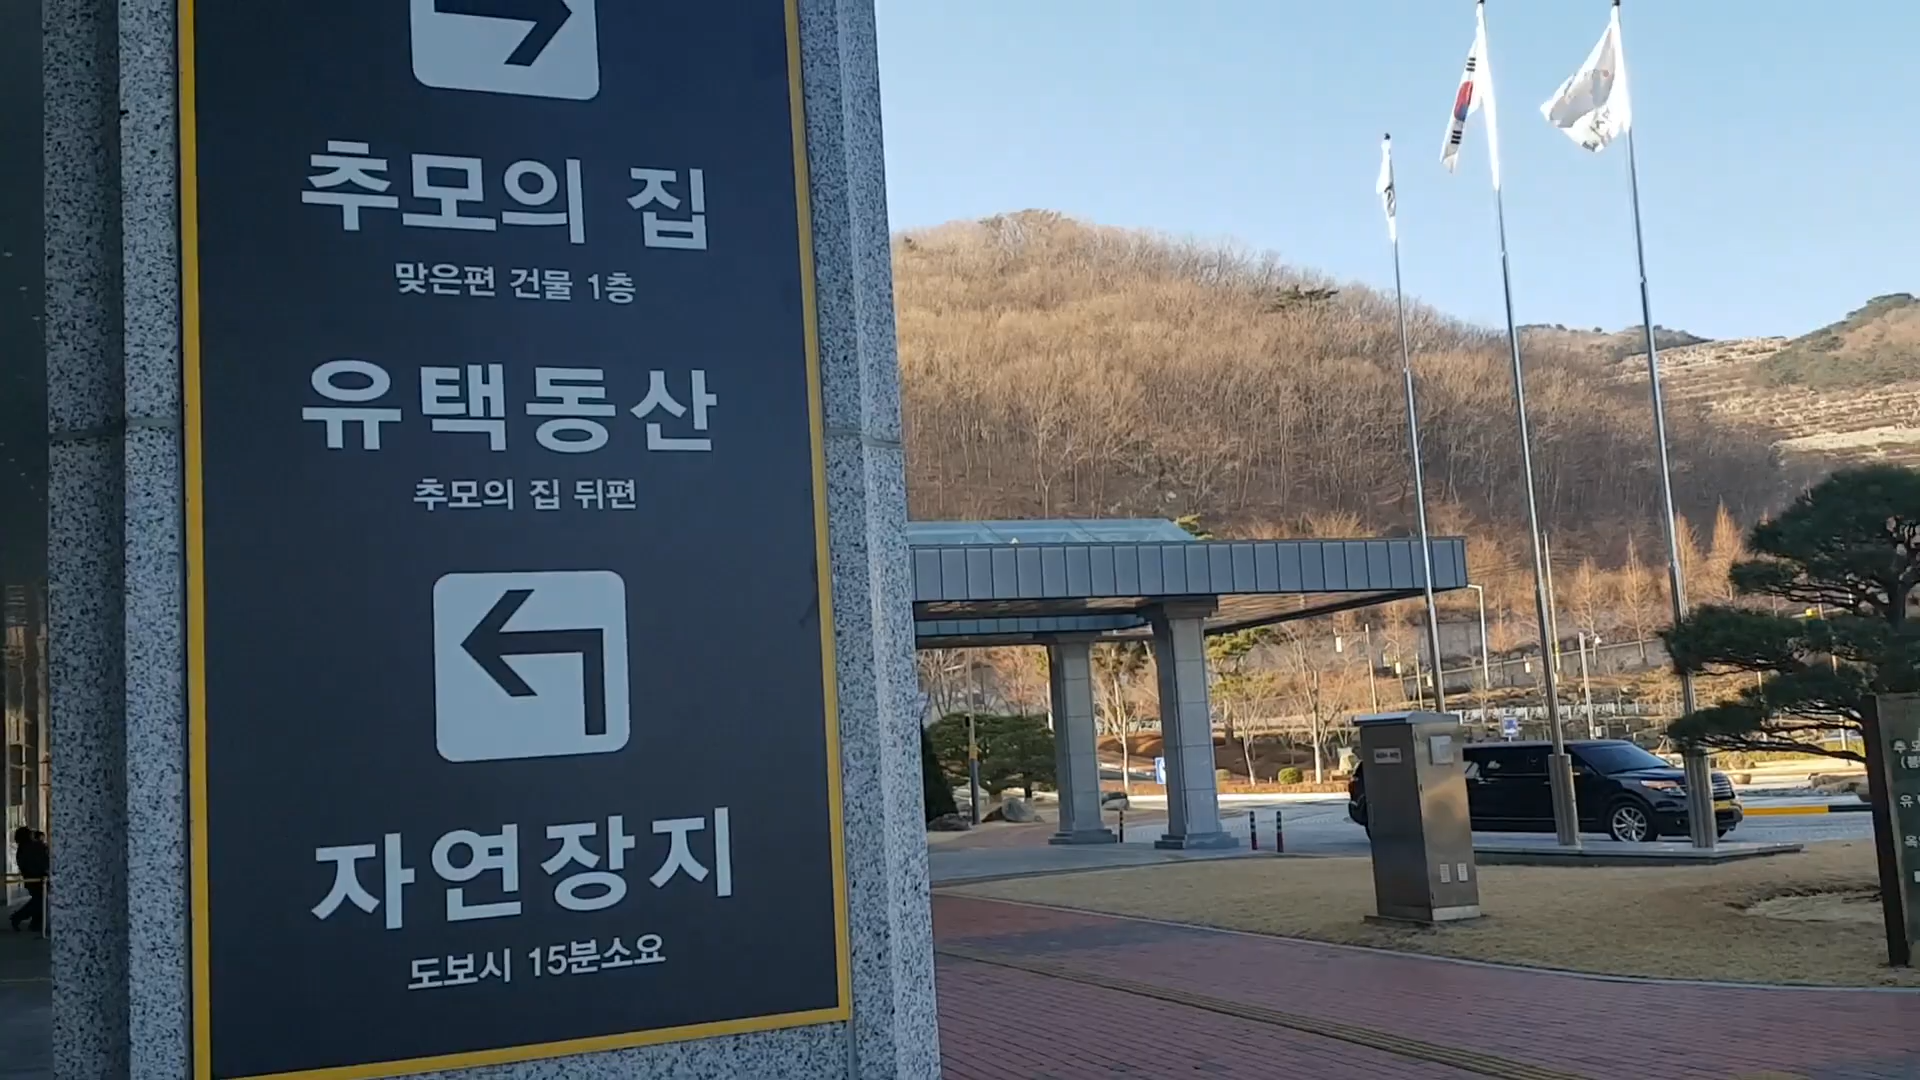 추모의 집
맞은편 건물 1층
유택동산
추모의 집 뒤편
자연장지
도보시 15분소요